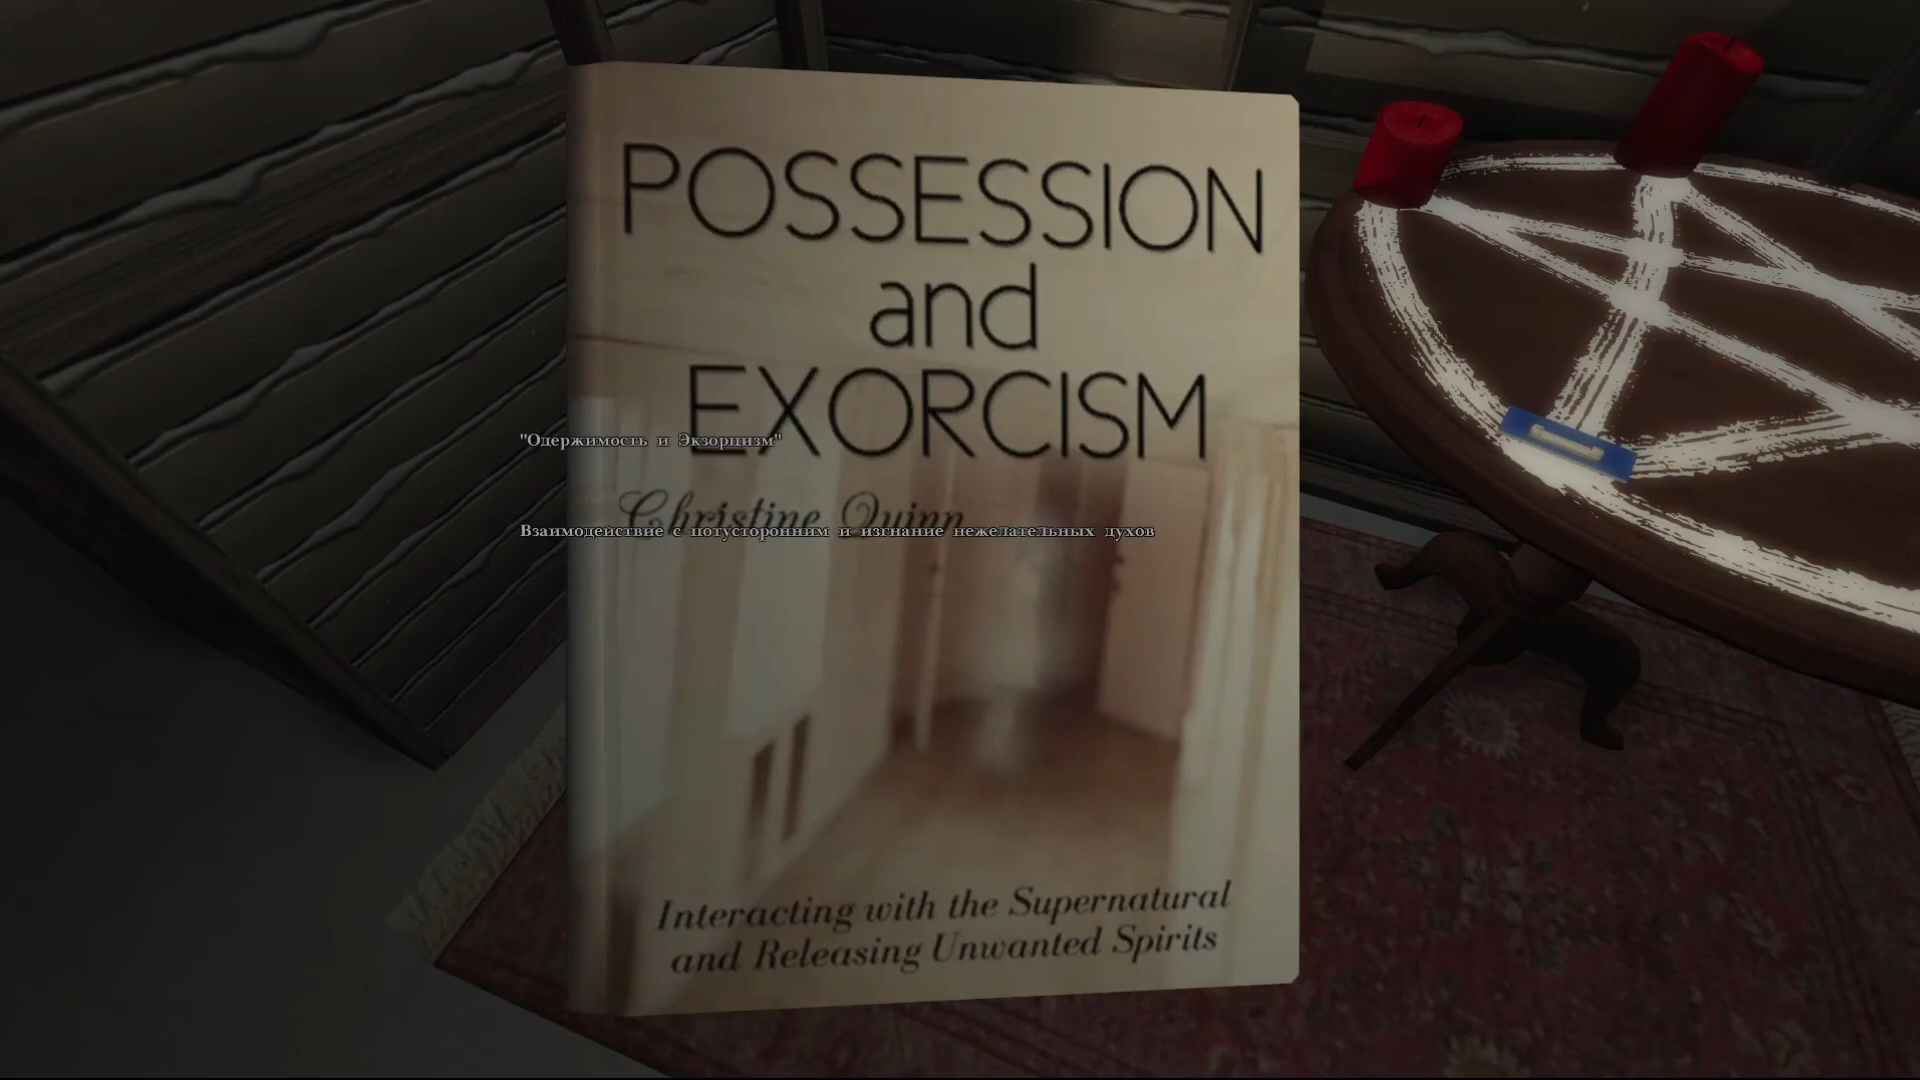 POSSESSION
and
EXORCISM
"Одержимость и Экзорцизм"
Christine Quinn
Взаимодействие с потусторонним и изгнание нежелательных духов
Interacting with the Supernatural
and Releasing Unwanted Spirits